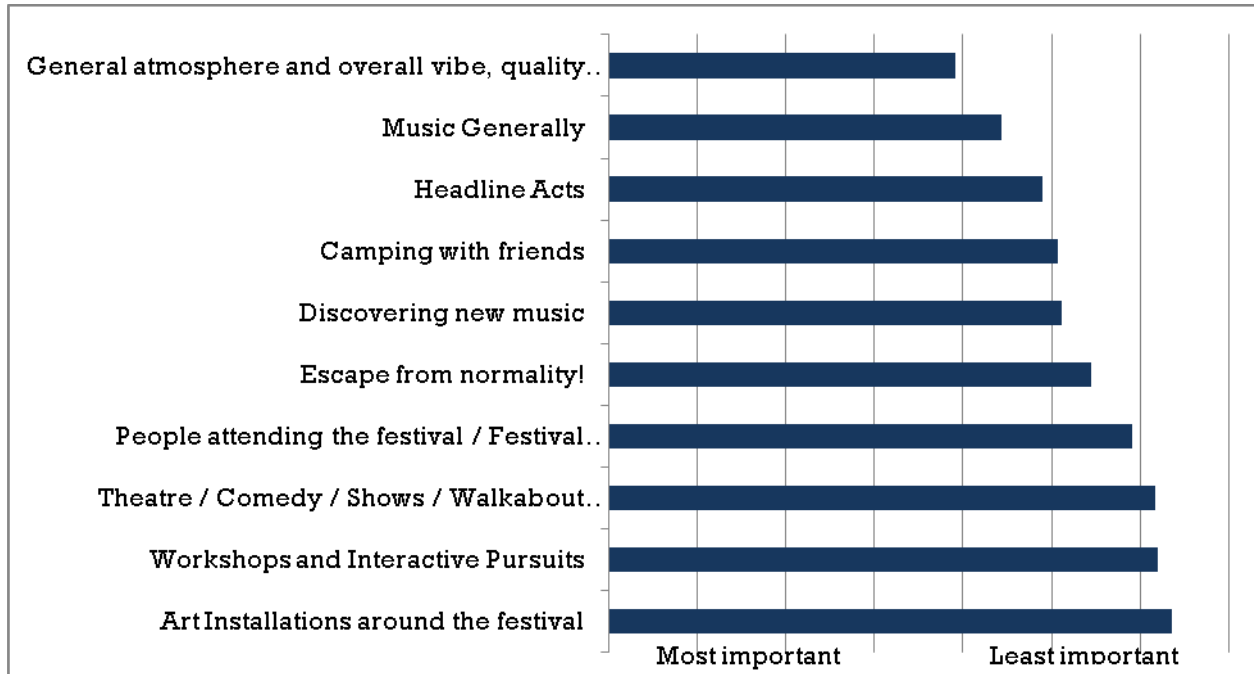 General atmosphere and overall vibe, quality..
Music Generally
Headline Acts
Camping with friends
Discovering new music
Escape from normality!
People attending the festival / Festival..
Theatre / Comedy / Shows / Walkabout..
Workshops and Interactive Pursuits
Art Installations around the festival
Most important Least important